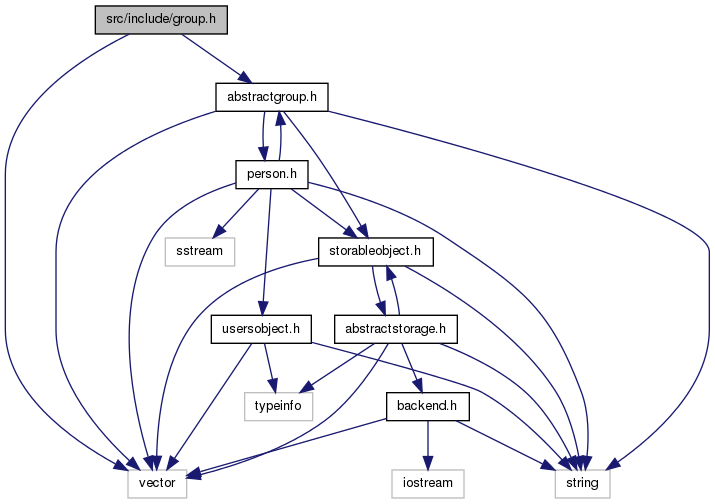 src/include/group.h
abstractgroup.h
person.h
sstream
storableobject.h
usersobject.h
abstractstorage.h
typeinfo
backend.h
vector
iostream
string